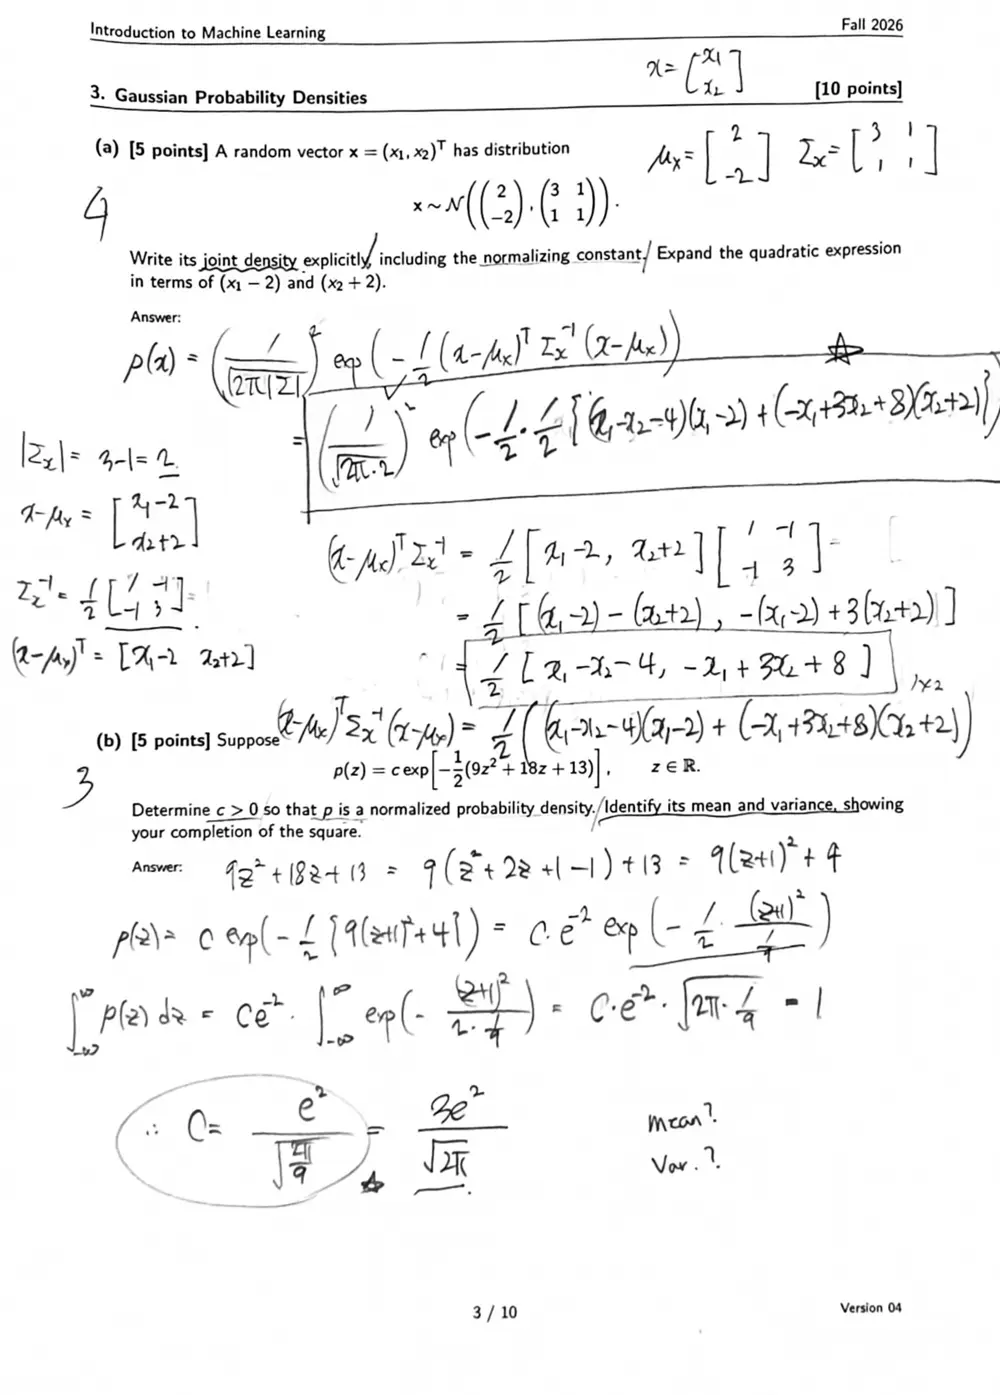 Introduction to Machine Learning
Fall 2026
x = [x₁ x₂]
3. Gaussian Probability Densities
[10 points]
(a) [5 points] A random vector x = (x₁, x₂)ᵀ has distribution
μₓ = [2 -2] Σₓ = [3 1 1 1]
4
x ∼ N((2 −2), (3 1 1 1)).
Write its joint density explicitly, including the normalizing constant. Expand the quadratic expression
in terms of (x₁ − 2) and (x₂ + 2).
Answer:
p(x) = (1/√2π|Σ|)² exp(-1/2 (x-μₓ)ᵀ Σₓ⁻¹ (x-μₓ))
= (1/√2π·2)² exp(-1/2 · 1/2 {(x₁-x₂-4)(x₁-2) + (-x₁+3x₂+8)(x₂+2)})
|Σₓ| = 3-1 = 2
x-μₓ = [x₁-2 x₂+2]
Σₓ⁻¹ = 1/2 [1 -1 -1 3] =
(x-μₓ)ᵀ = [x₁-2 x₂+2]
(x-μₓ)ᵀ Σₓ⁻¹ = 1/2 [x₁-2, x₂+2] [1 -1 -1 3] =
= 1/2 [(x₁-2) - (x₂+2), -(x₁-2) + 3(x₂+2)]
= 1/2 [x₁-x₂-4, -x₁+3x₂+8] 1×2
(x-μₓ)ᵀ Σₓ⁻¹ (x-μₓ) = 1/2 ((x₁-x₂-4)(x₁-2) + (-x₁+3x₂+8)(x₂+2))
(b) [5 points] Suppose
3
p(z) = c exp[−1/2(9z² + 18z + 13)], z ∈ ℝ.
Determine c > 0 so that p is a normalized probability density. Identify its mean and variance, showing
your completion of the square.
Answer:
9z² + 18z + 13 = 9(z² + 2z + 1 - 1) + 13 = 9(z+1)² + 4
p(z) = c exp(-1/2 {9(z+1)² + 4}) = c·e⁻² exp(-1/2 · (z+1)²/(1/9))
∫_{-∞}^{∞} p(z) dz = ce⁻² · ∫_{-∞}^{∞} exp(-(z+1)²/(2·1/9)) = c·e⁻² · √(2π·1/9) = 1
∴ C = e²/√(2π/9) = 3e²/√2π
mean?
Var.?
3 / 10
Version 04